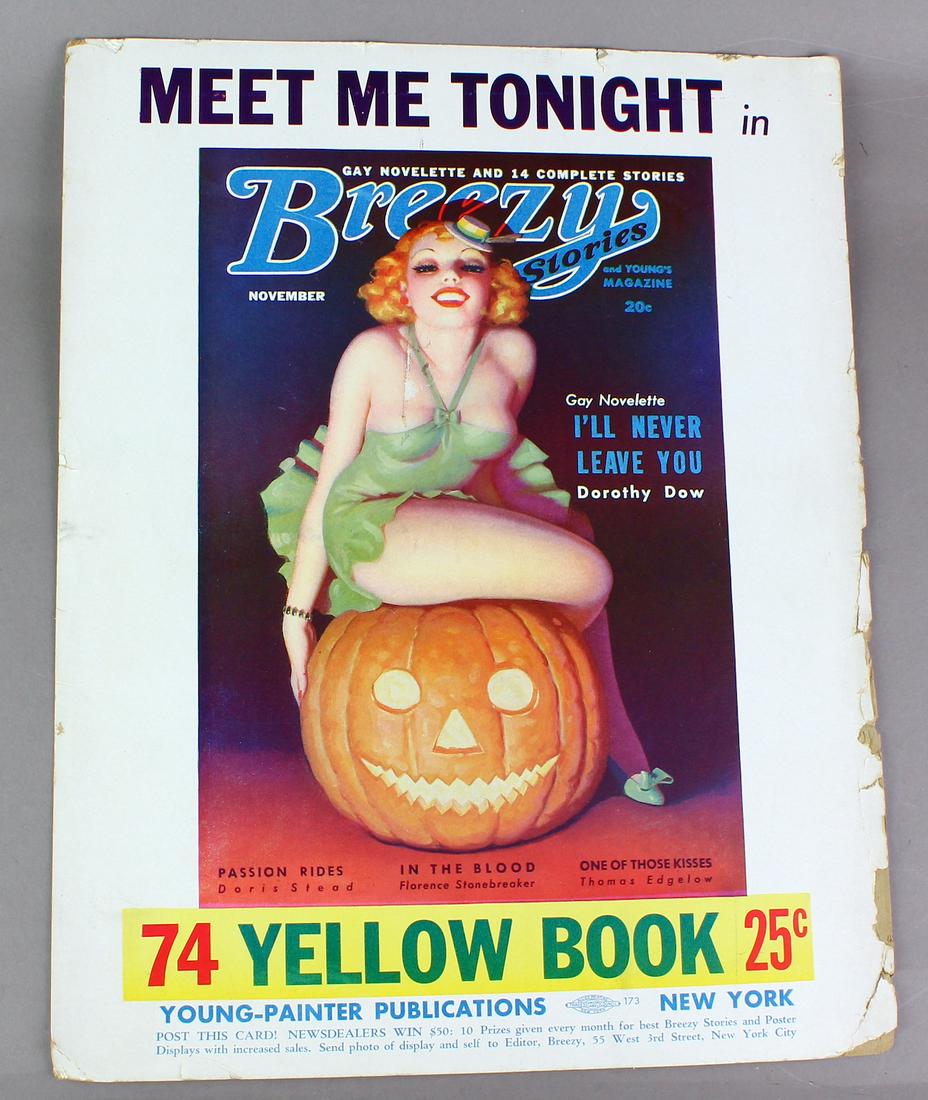 MEET ME TONIGHT in
GAY NOVELETTE AND 14 COMPLETE STORIES
Breezy
Stories
and YOUNG'S
MAGAZINE
NOVEMBER
20c
Gay Novelette
I'LL NEVER
LEAVE YOU
Dorothy Dow
PASSION RIDES
Doris Stead
IN THE BLOOD
Florence Stonebreaker
ONE OF THOSE KISSES
Thomas Edgelow
74 YELLOW BOOK 25c
YOUNG-PAINTER PUBLICATIONS 173 NEW YORK
POST THIS CARD! NEWSDEALERS WIN $50: 10 Prizes given every month for best Breezy Stories and Poster
Displays with increased sales. Send photo of display and self to Editor, Breezy, 55 West 3rd Street, New York City